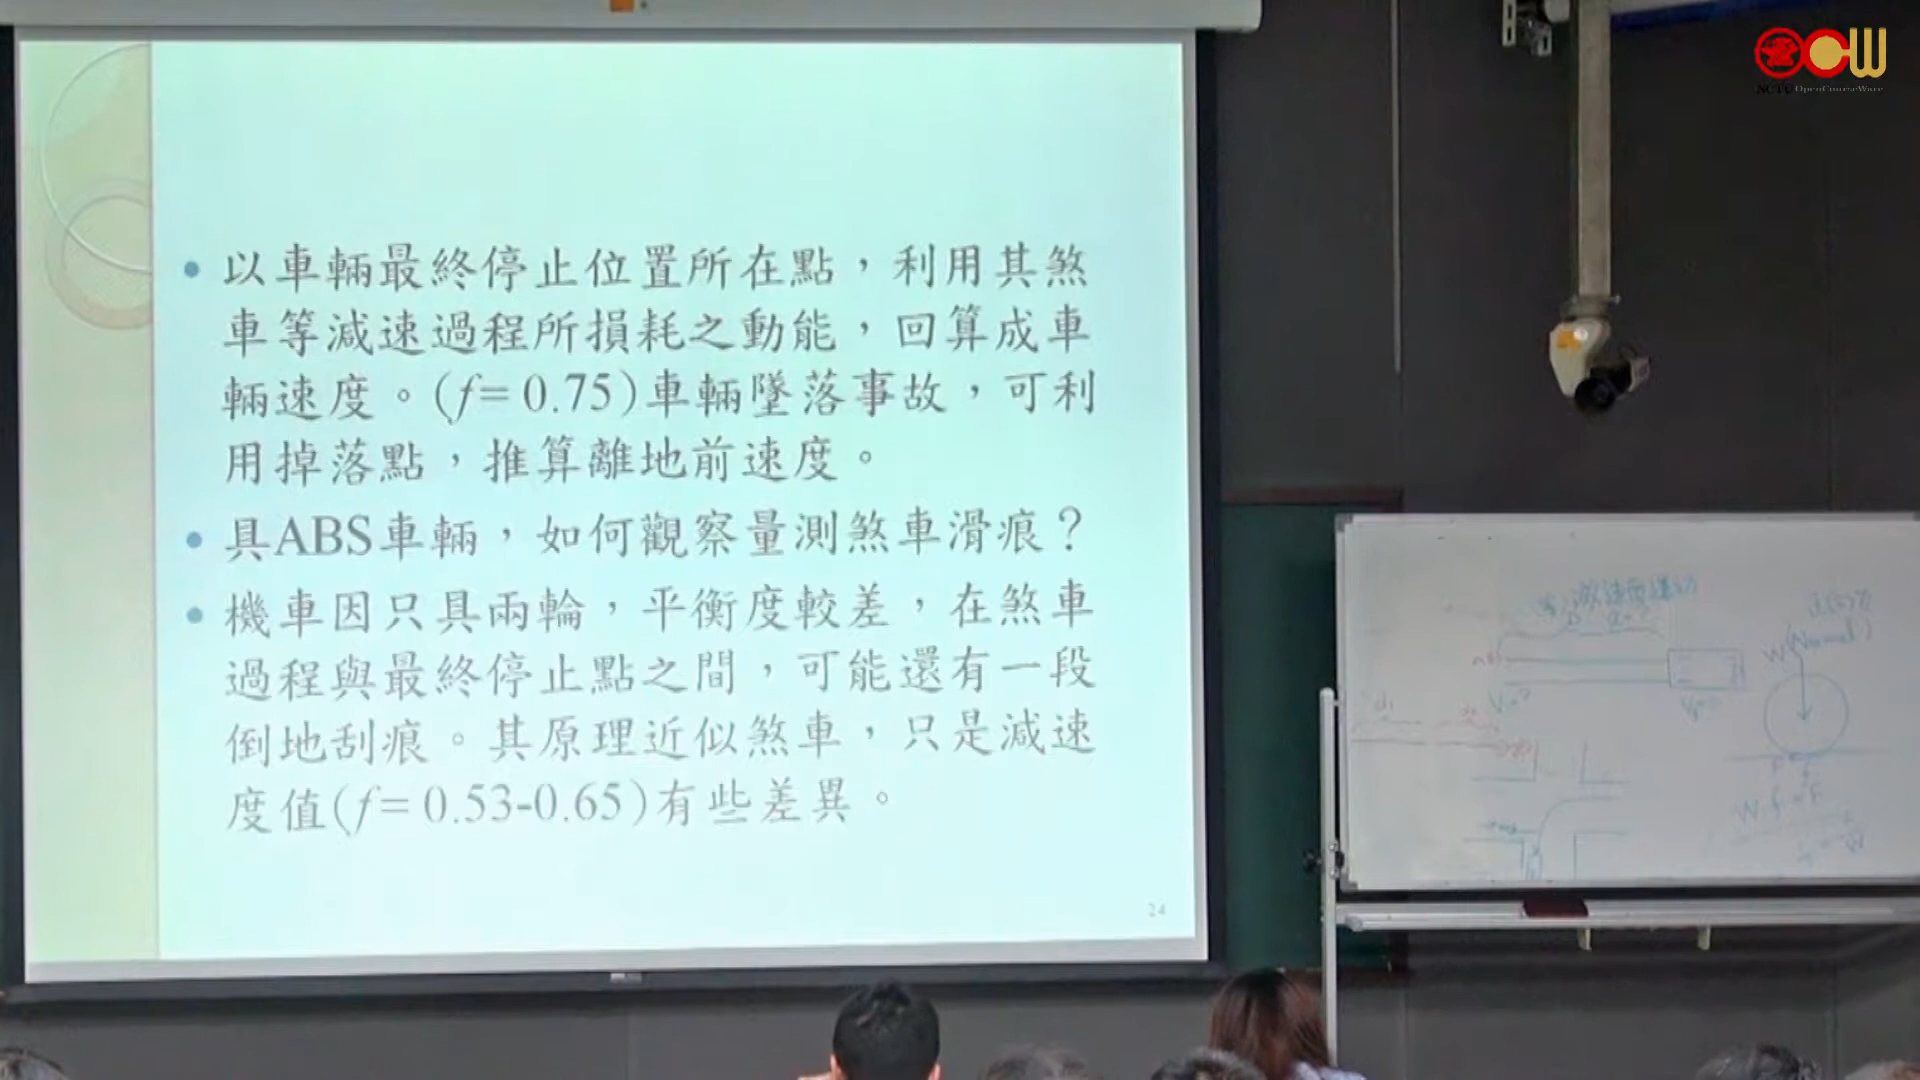 NCTU OpenCourseWare
以車輛最終停止位置所在點，利用其煞
車等減速過程所損耗之動能，回算成車
輛速度。(f= 0.75)車輛墜落事故，可利
用掉落點，推算離地前速度。
具ABS車輛，如何觀察量測煞車滑痕？
機車因只具兩輪，平衡度較差，在煞車
過程與最終停止點之間，可能還有一段
倒地刮痕。其原理近似煞車，只是減速
度值(f= 0.53-0.65)有些差異。
24